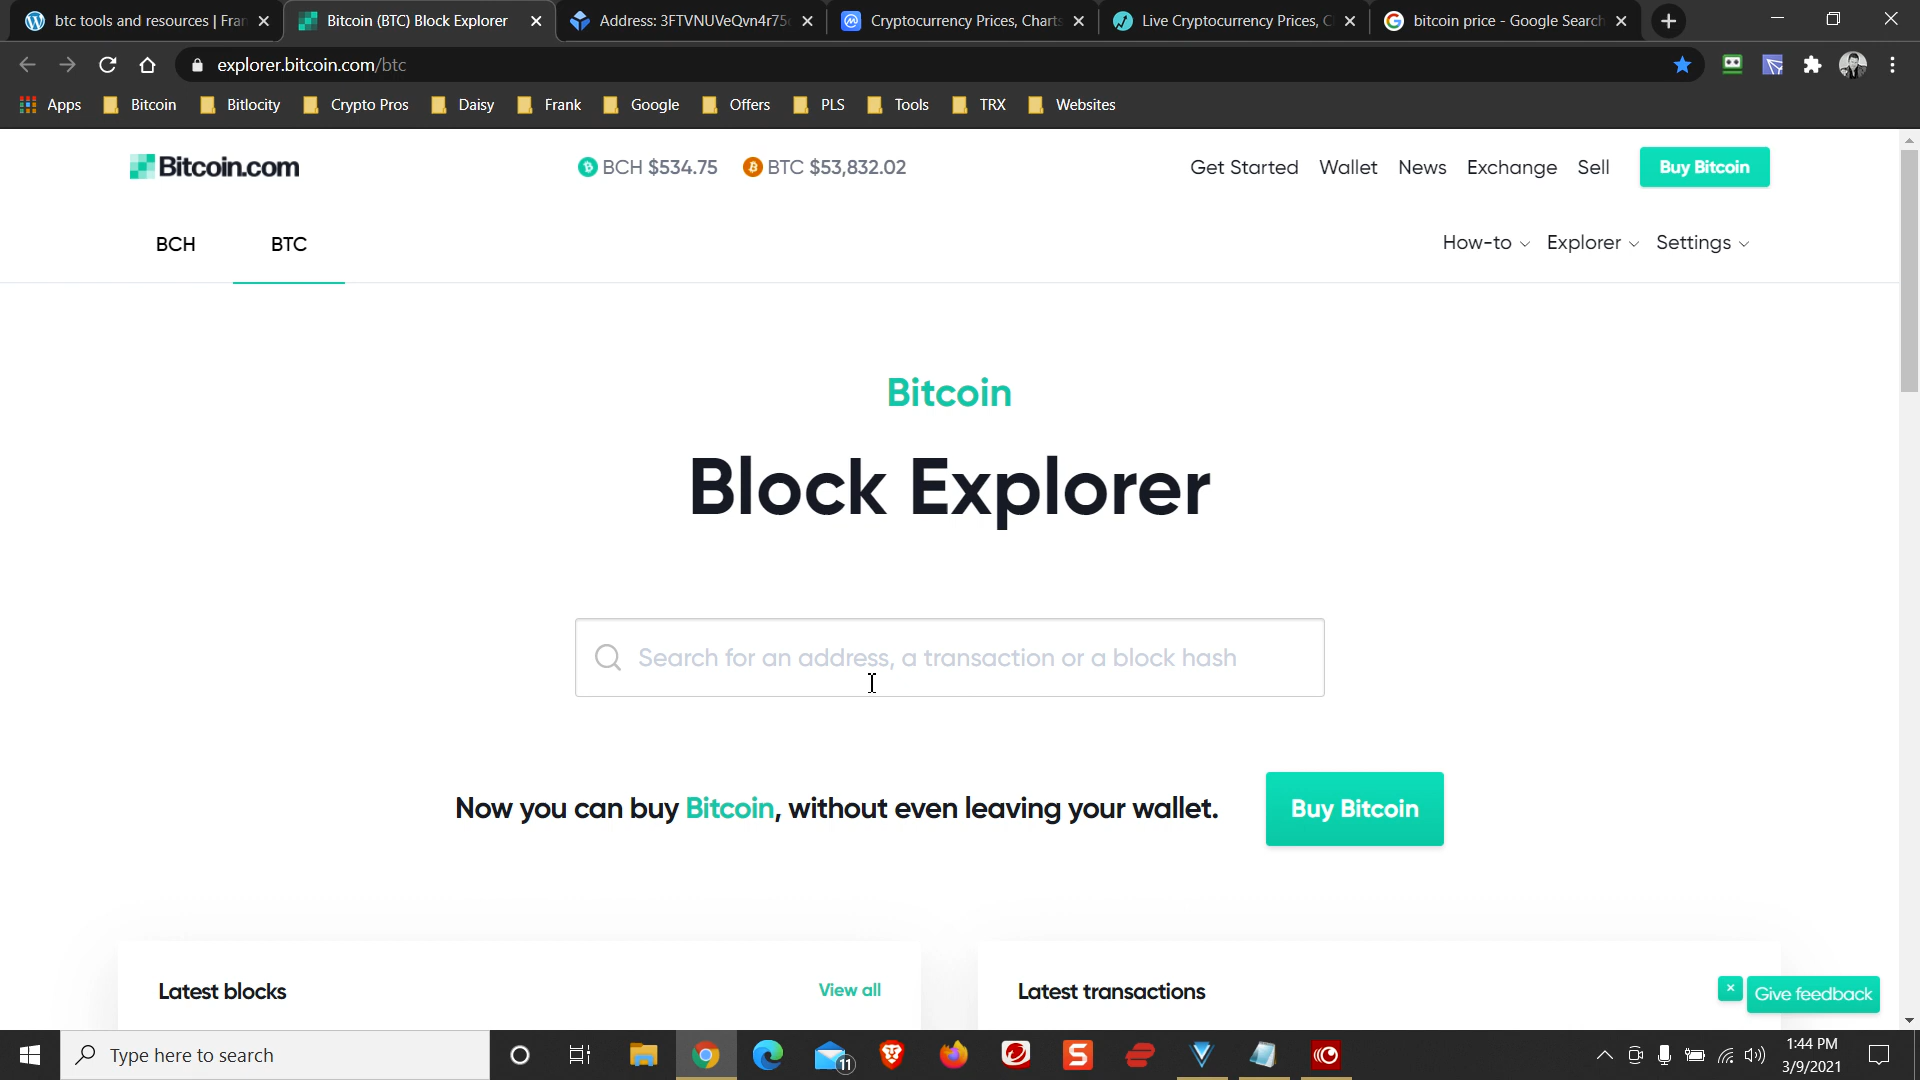 btc tools and resources | Fran
Bitcoin (BTC) Block Explorer
Address: 3FTVNUVeQvn4r75
Cryptocurrency Prices, Charts
Live Cryptocurrency Prices, C
bitcoin price - Google Search
explorer.bitcoin.com/btc
Apps
Bitcoin
Bitlocity
Crypto Pros
Daisy
Frank
Google
Offers
PLS
Tools
TRX
Websites
Bitcoin.com
BCH $534.75
BTC $53,832.02
Get Started
Wallet
News
Exchange
Sell
Buy Bitcoin
BCH
BTC
How-to
Explorer
Settings
Bitcoin
Block Explorer
Search for an address, a transaction or a block hash
Now you can buy Bitcoin, without even leaving your wallet.
Buy Bitcoin
Latest blocks
View all
Latest transactions
Give feedback
Type here to search
11
1:44 PM
3/9/2021